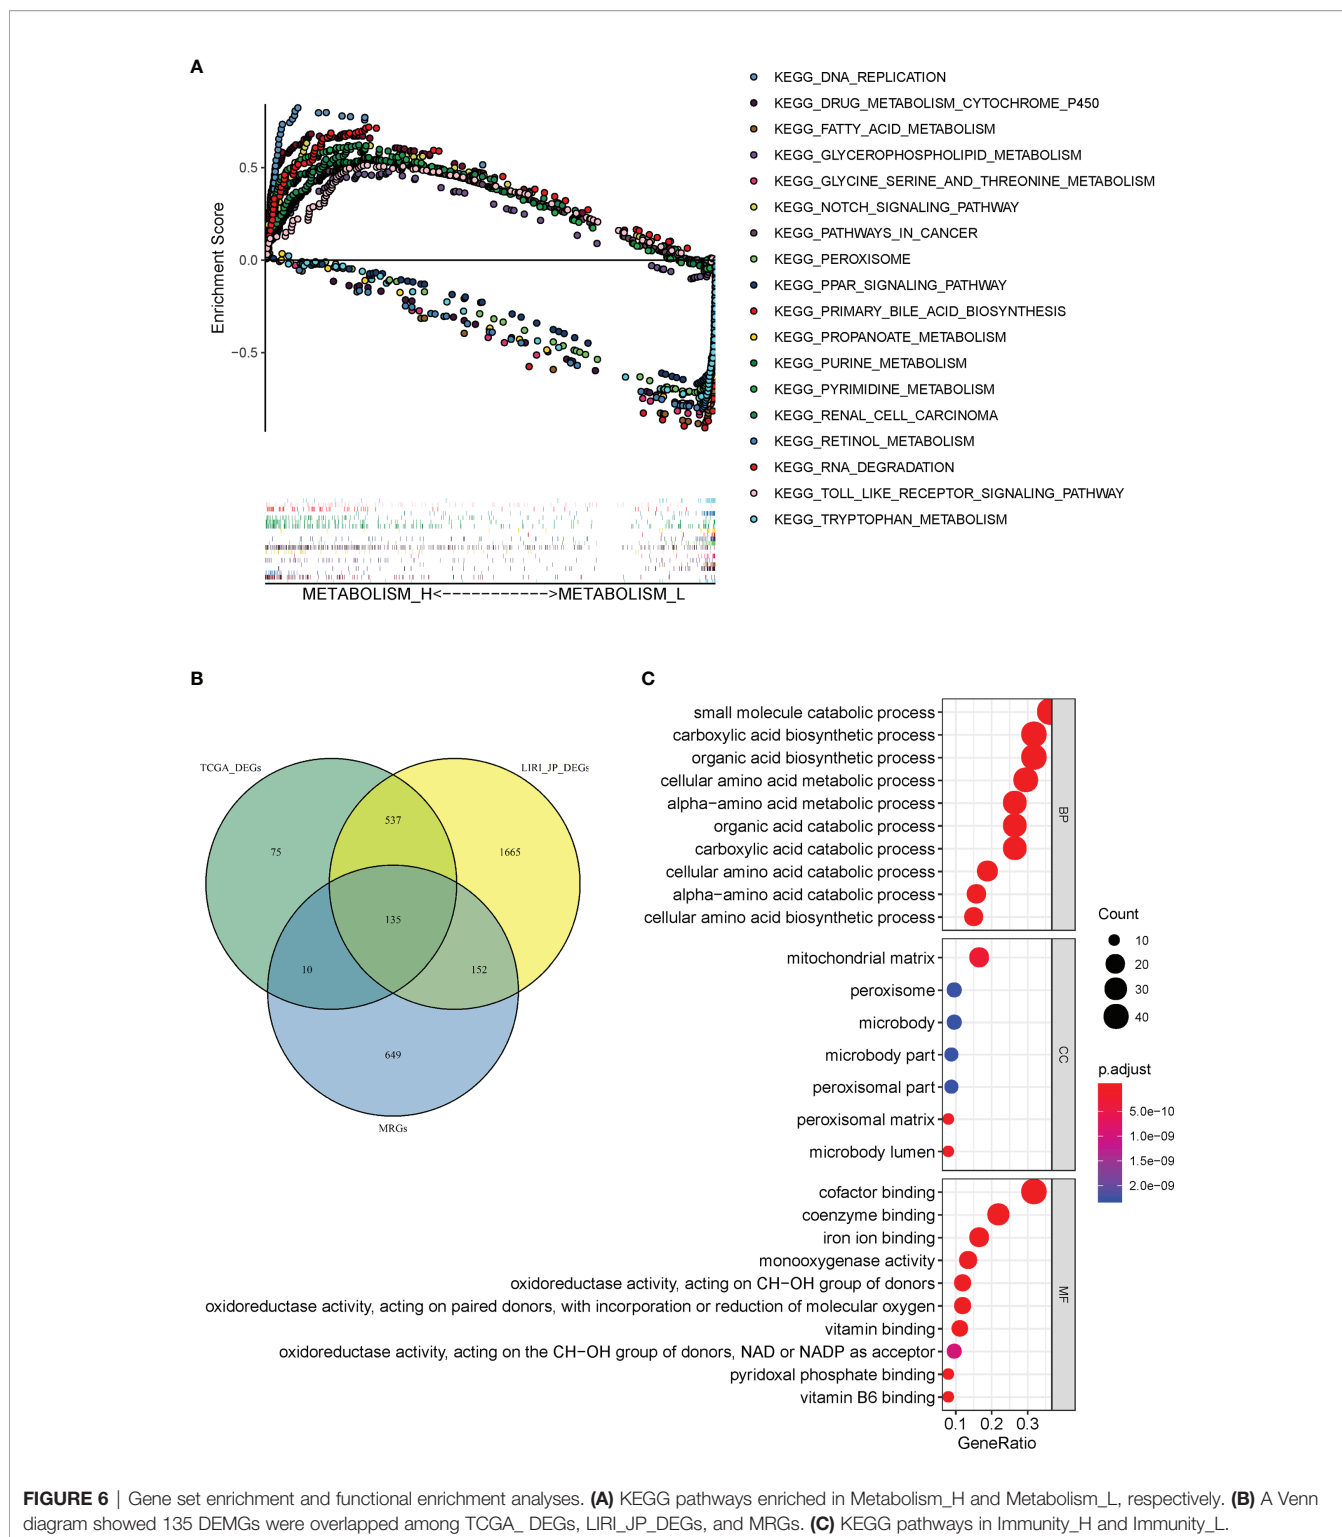 A
KEGG_DNA_REPLICATION
KEGG_DRUG_METABOLISM_CYTOCHROME_P450
KEGG_FATTY_ACID_METABOLISM
KEGG_GLYCEROPHOSPHOLIPID_METABOLISM
KEGG_GLYCINE_SERINE_AND_THREONINE_METABOLISM
KEGG_NOTCH_SIGNALING_PATHWAY
KEGG_PATHWAYS_IN_CANCER
KEGG_PEROXISOME
KEGG_PPAR_SIGNALING_PATHWAY
KEGG_PRIMARY_BILE_ACID_BIOSYNTHESIS
KEGG_PROPANOATE_METABOLISM
KEGG_PURINE_METABOLISM
KEGG_PYRIMIDINE_METABOLISM
KEGG_RENAL_CELL_CARCINOMA
KEGG_RETINOL_METABOLISM
KEGG_RNA_DEGRADATION
KEGG_TOLL_LIKE_RECEPTOR_SIGNALING_PATHWAY
KEGG_TRYPTOPHAN_METABOLISM
Enrichment Score
0.5
0.0
−0.5
METABOLISM_H<----------->METABOLISM_L
B
TCGA_DEGs
LIRI_JP_DEGs
537
75
1665
135
10
152
649
MRGs
C
small molecule catabolic process
carboxylic acid biosynthetic process
organic acid biosynthetic process
cellular amino acid metabolic process
alpha−amino acid metabolic process
organic acid catabolic process
carboxylic acid catabolic process
cellular amino acid catabolic process
alpha−amino acid catabolic process
cellular amino acid biosynthetic process
BP
mitochondrial matrix
peroxisome
microbody
microbody part
peroxisomal part
peroxisomal matrix
microbody lumen
CC
cofactor binding
coenzyme binding
iron ion binding
monooxygenase activity
oxidoreductase activity, acting on CH−OH group of donors
oxidoreductase activity, acting on paired donors, with incorporation or reduction of molecular oxygen
vitamin binding
oxidoreductase activity, acting on the CH−OH group of donors, NAD or NADP as acceptor
pyridoxal phosphate binding
vitamin B6 binding
MF
0.1 0.2 0.3
GeneRatio
Count
10
20
30
40
p.adjust
5.0e−10
1.0e−09
1.5e−09
2.0e−09
FIGURE 6 | Gene set enrichment and functional enrichment analyses. (A) KEGG pathways enriched in Metabolism_H and Metabolism_L, respectively. (B) A Venn
diagram showed 135 DEMGs were overlapped among TCGA_ DEGs, LIRI_JP_DEGs, and MRGs. (C) KEGG pathways in Immunity_H and Immunity_L.